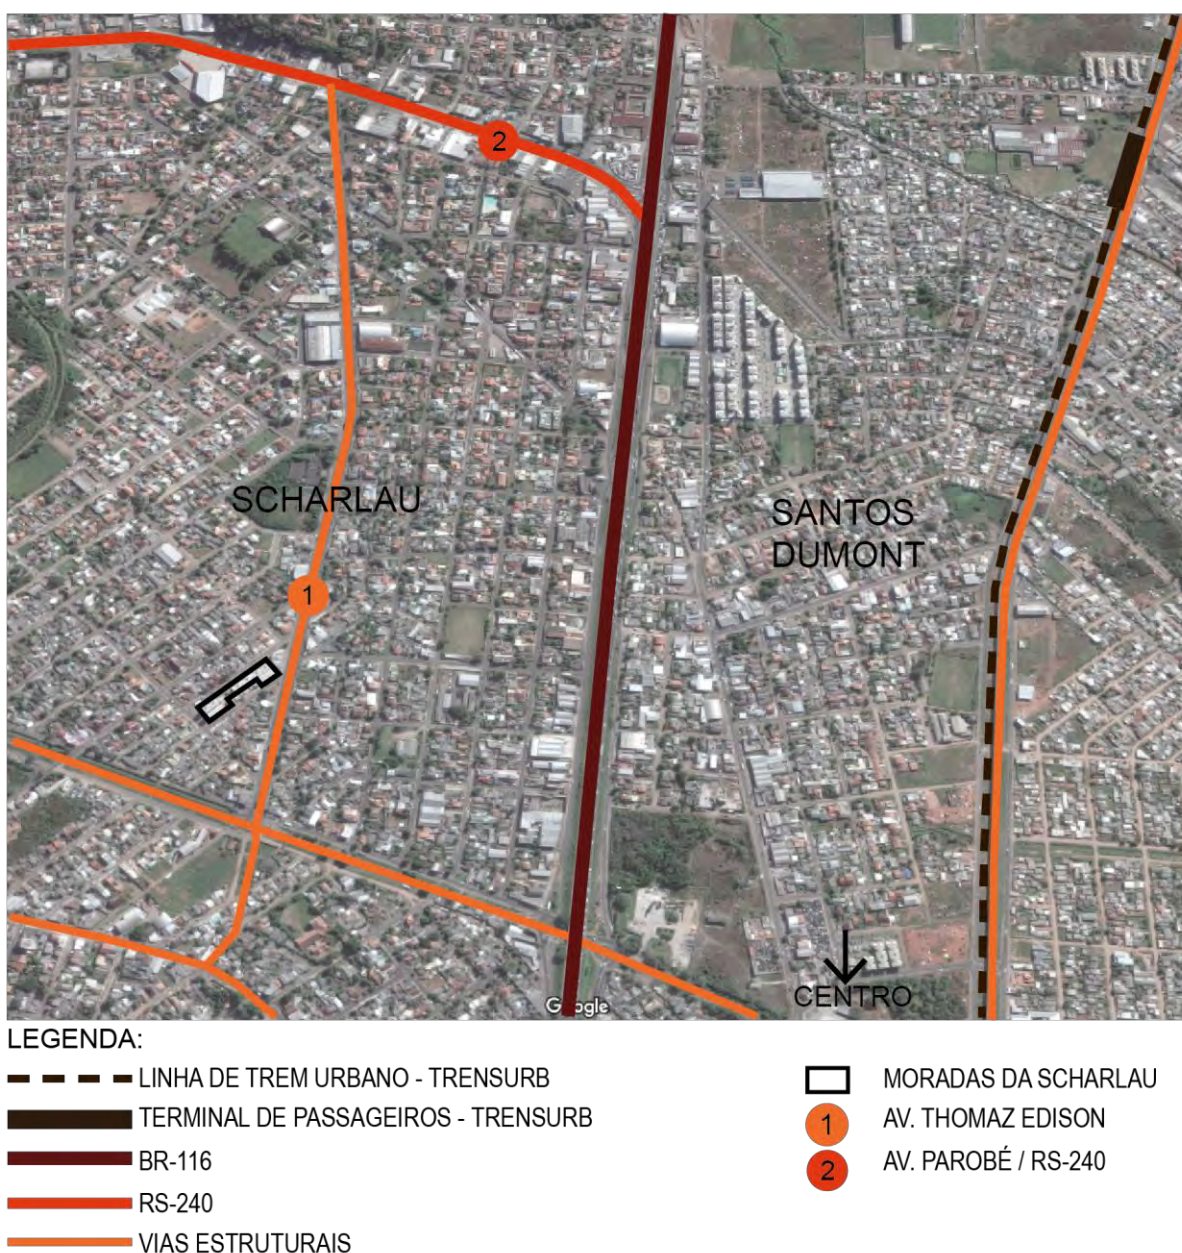 2
SCHARLAU
SANTOS
DUMONT
1
CENTRO
Google
LEGENDA:
LINHA DE TREM URBANO - TRENSURB
TERMINAL DE PASSAGEIROS - TRENSURB
BR-116
RS-240
VIAS ESTRUTURAIS
MORADAS DA SCHARLAU
1 AV. THOMAZ EDISON
2 AV. PAROBÉ / RS-240